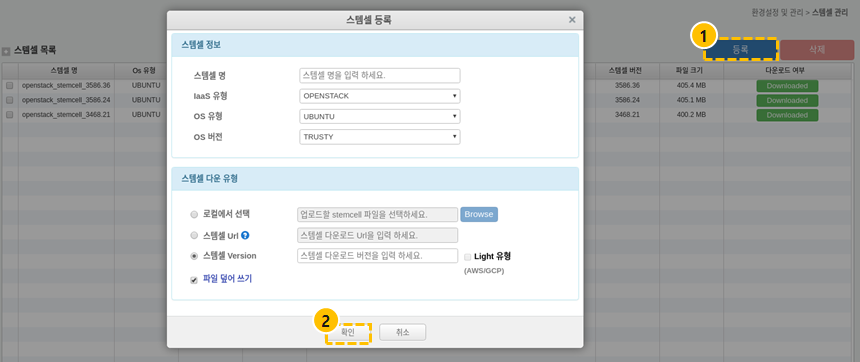 환경설정 및 관리 > 스템셀 관리
스템셀 등록 ×
1
스템셀 목록
등록 삭제
스템셀 명 Os 유형 스템셀 버전 파일 크기 다운로드 여부
openstack_stemcell_3586.36 UBUNTU 3586.36 405.4 MB Downloaded
openstack_stemcell_3586.24 UBUNTU 3586.24 405.1 MB Downloaded
openstack_stemcell_3468.21 UBUNTU 3468.21 400.2 MB Downloaded
스템셀 정보
스템셀 명 스템셀 명을 입력 하세요.
IaaS 유형 OPENSTACK
OS 유형 UBUNTU
OS 버전 TRUSTY
스템셀 다운 유형
로컬에서 선택 업로드할 stemcell 파일을 선택하세요. Browse
스템셀 Url ? 스템셀 다운로드 Url을 입력 하세요.
스템셀 Version 스템셀 다운로드 버전을 입력 하세요. Light 유형
(AWS/GCP)
파일 덮어 쓰기
2
확인 취소